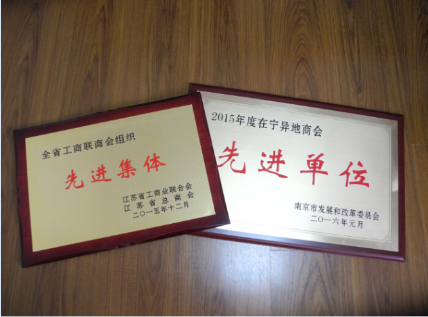 全省工商联商会组织
先进集体
江苏省工商业联合会
江苏省总商会
二〇一五年十二月
2015年度在宁异地商会
先进单位
南京市发展和改革委员会
二〇一六年元月